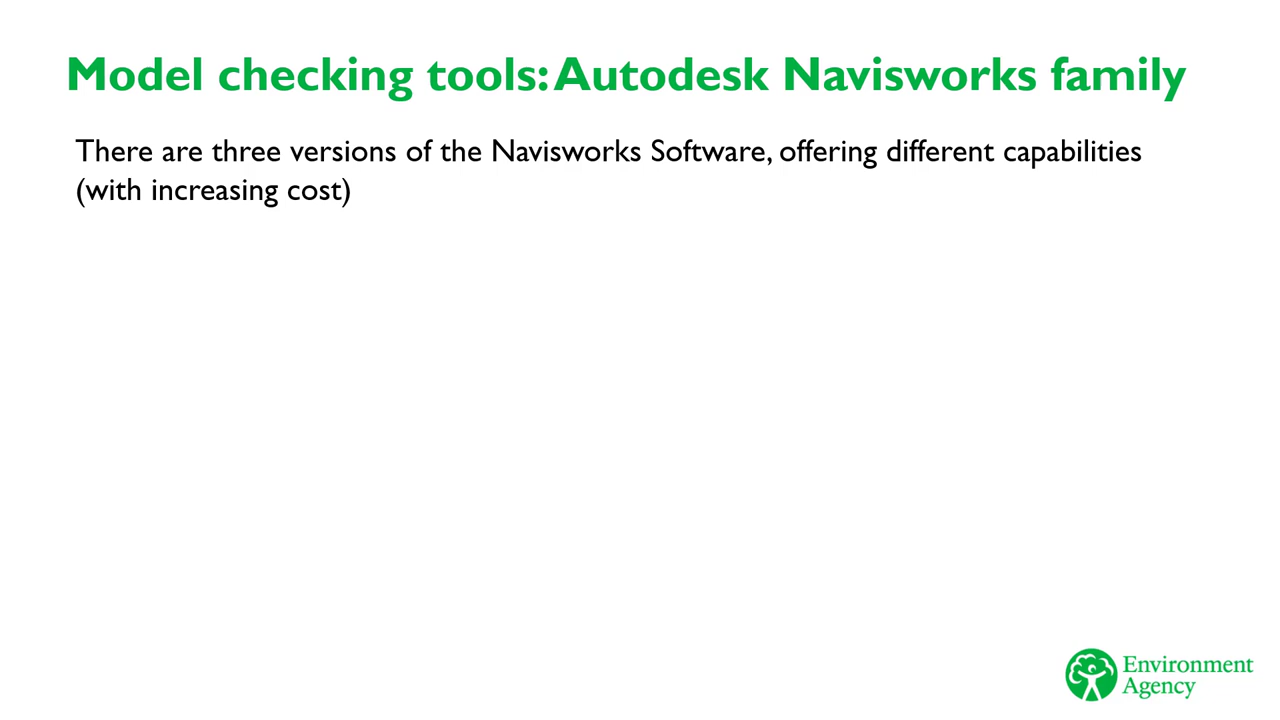 Model checking tools: Autodesk Navisworks family
There are three versions of the Navisworks Software, offering different capabilities
(with increasing cost)
Environment
Agency